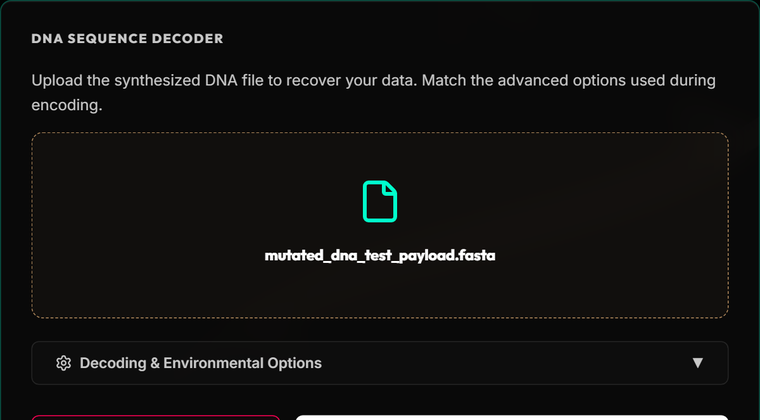 DNA SEQUENCE DECODER
Upload the synthesized DNA file to recover your data. Match the advanced options used during
encoding.
mutated_dna_test_payload.fasta
Decoding & Environmental Options